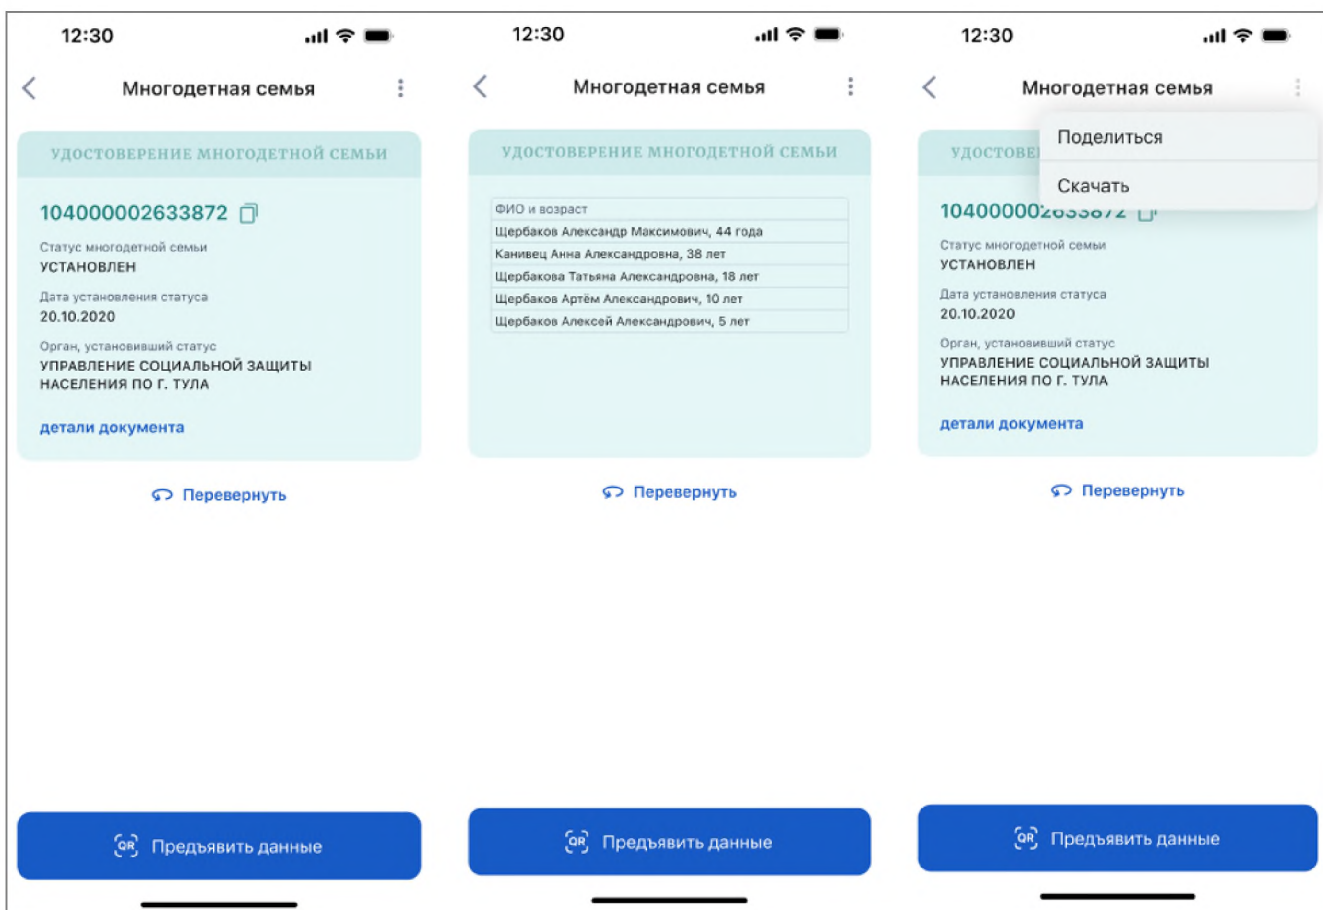 12:30
Многодетная семья
УДОСТОВЕРЕНИЕ МНОГОДЕТНОЙ СЕМЬИ
104000002633872
Статус многодетной семьи
УСТАНОВЛЕН
Дата установления статуса
20.10.2020
Орган, установивший статус
УПРАВЛЕНИЕ СОЦИАЛЬНОЙ ЗАЩИТЫ
НАСЕЛЕНИЯ ПО Г. ТУЛА
детали документа
Перевернуть
QR Предъявить данные
12:30
Многодетная семья
УДОСТОВЕРЕНИЕ МНОГОДЕТНОЙ СЕМЬИ
ФИО и возраст
Щербаков Александр Максимович, 44 года
Канивец Анна Александровна, 38 лет
Щербакова Татьяна Александровна, 18 лет
Щербаков Артём Александрович, 10 лет
Щербаков Алексей Александрович, 5 лет
Перевернуть
QR Предъявить данные
12:30
Многодетная семья
Поделиться
Скачать
УДОСТОВЕ
104000002633872
Статус многодетной семьи
УСТАНОВЛЕН
Дата установления статуса
20.10.2020
Орган, установивший статус
УПРАВЛЕНИЕ СОЦИАЛЬНОЙ ЗАЩИТЫ
НАСЕЛЕНИЯ ПО Г. ТУЛА
детали документа
Перевернуть
QR Предъявить данные